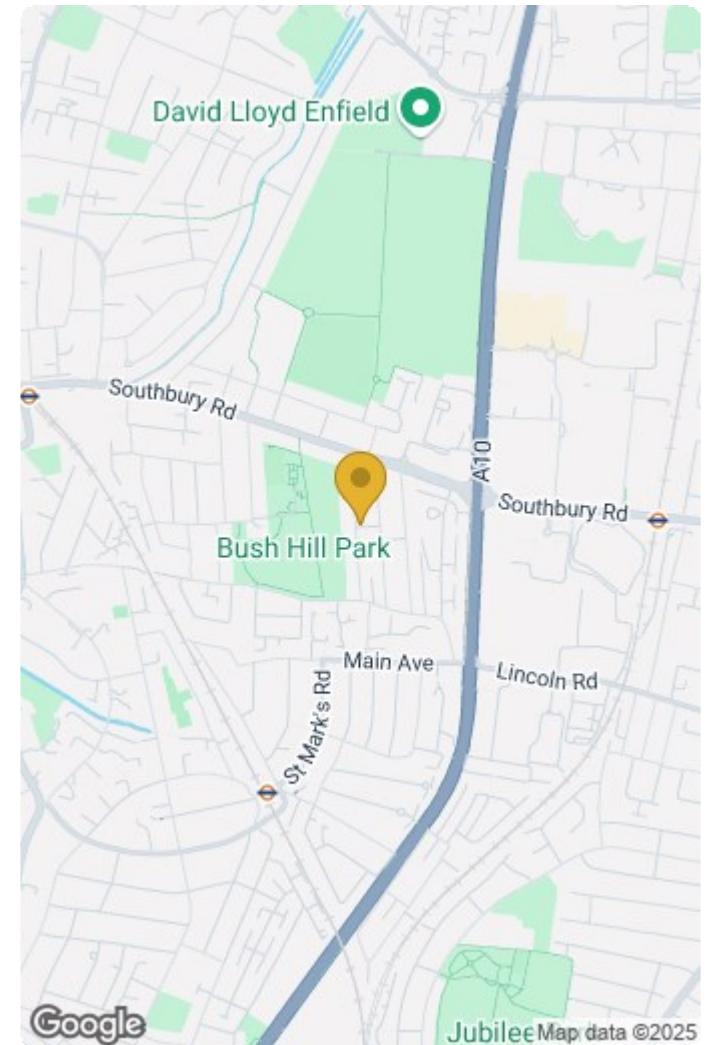 David Lloyd Enfield
Southbury Rd
A10
Southbury Rd
Bush Hill Park
Main Ave
Lincoln Rd
St Mark's Rd
Google
Jubilee
Map data ©2025